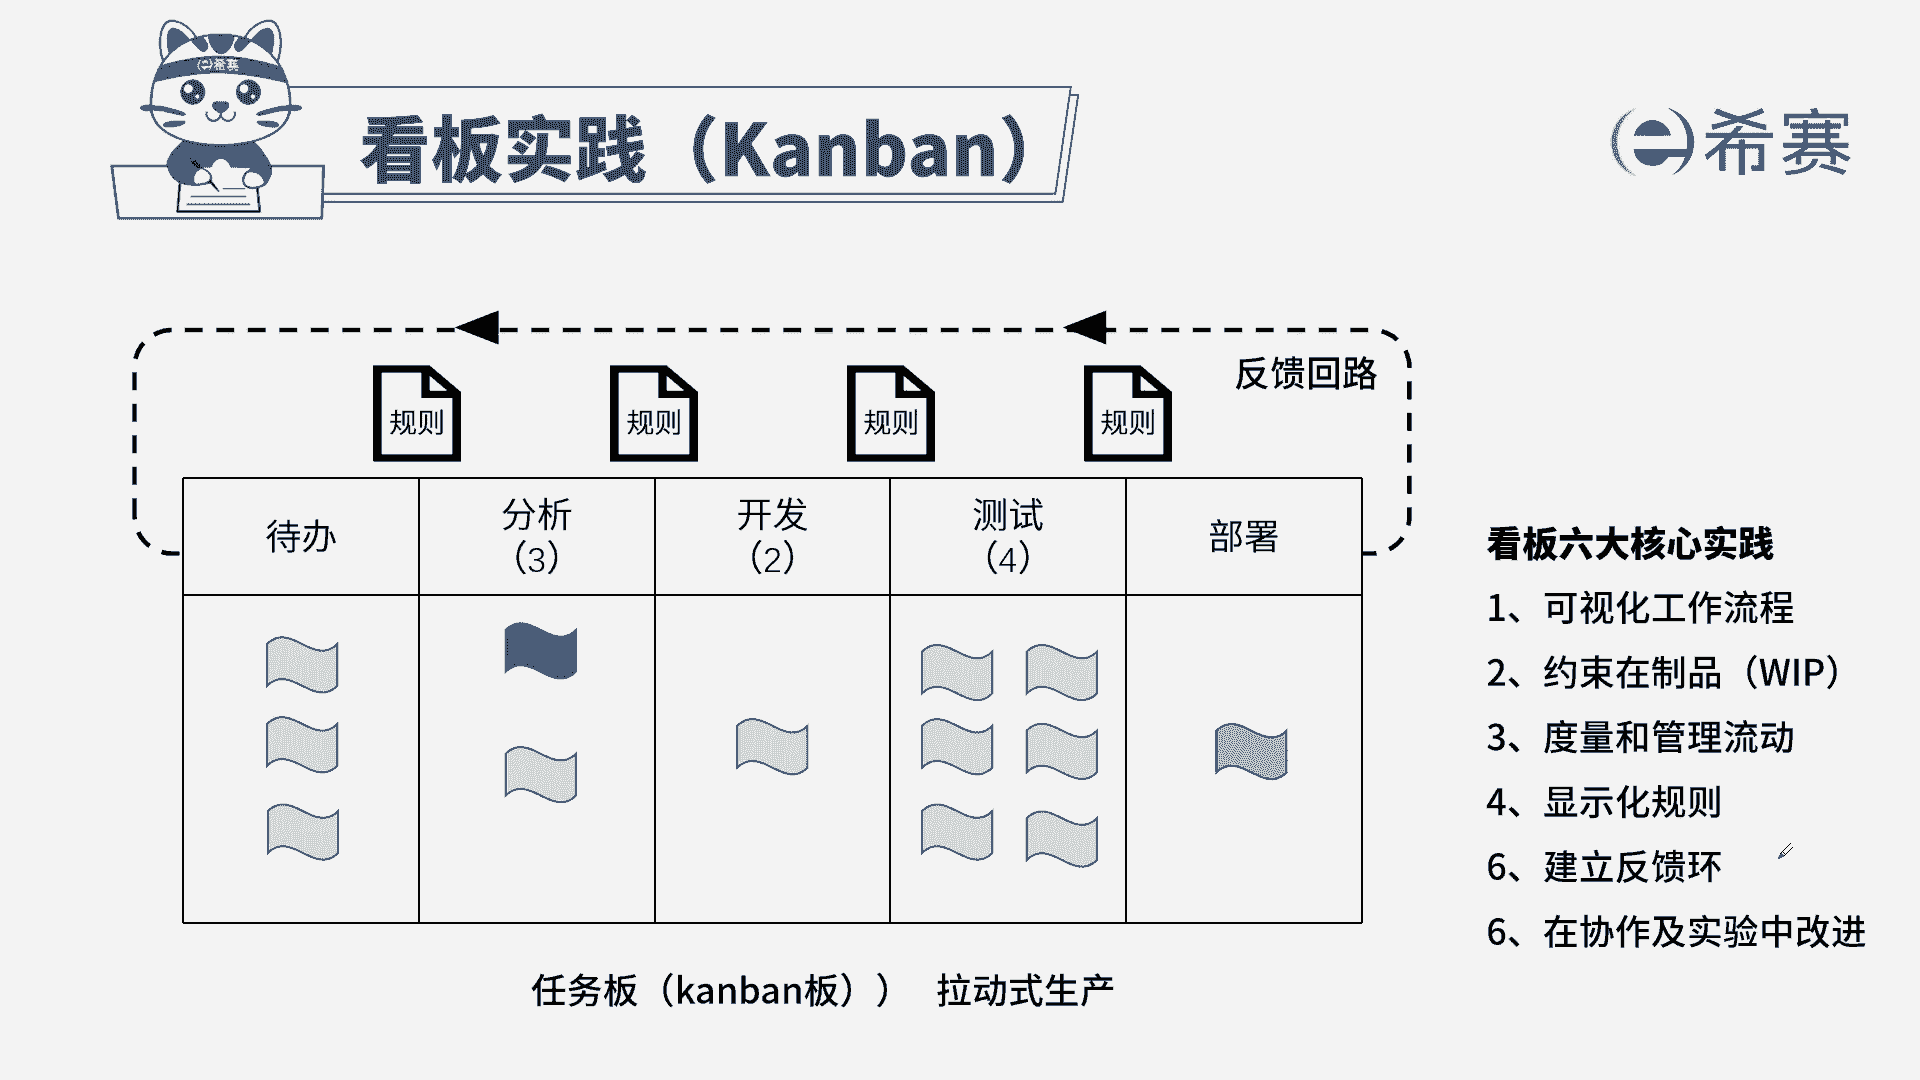 希赛
看板实践（Kanban）
希赛
反馈回路
规则 规则 规则 规则
待办 分析 开发 测试 部署
（3） （2） （4）
看板六大核心实践
1、可视化工作流程
2、约束在制品（WIP）
3、度量和管理流动
4、显示化规则
6、建立反馈环
6、在协作及实验中改进
任务板（kanban板）） 拉动式生产